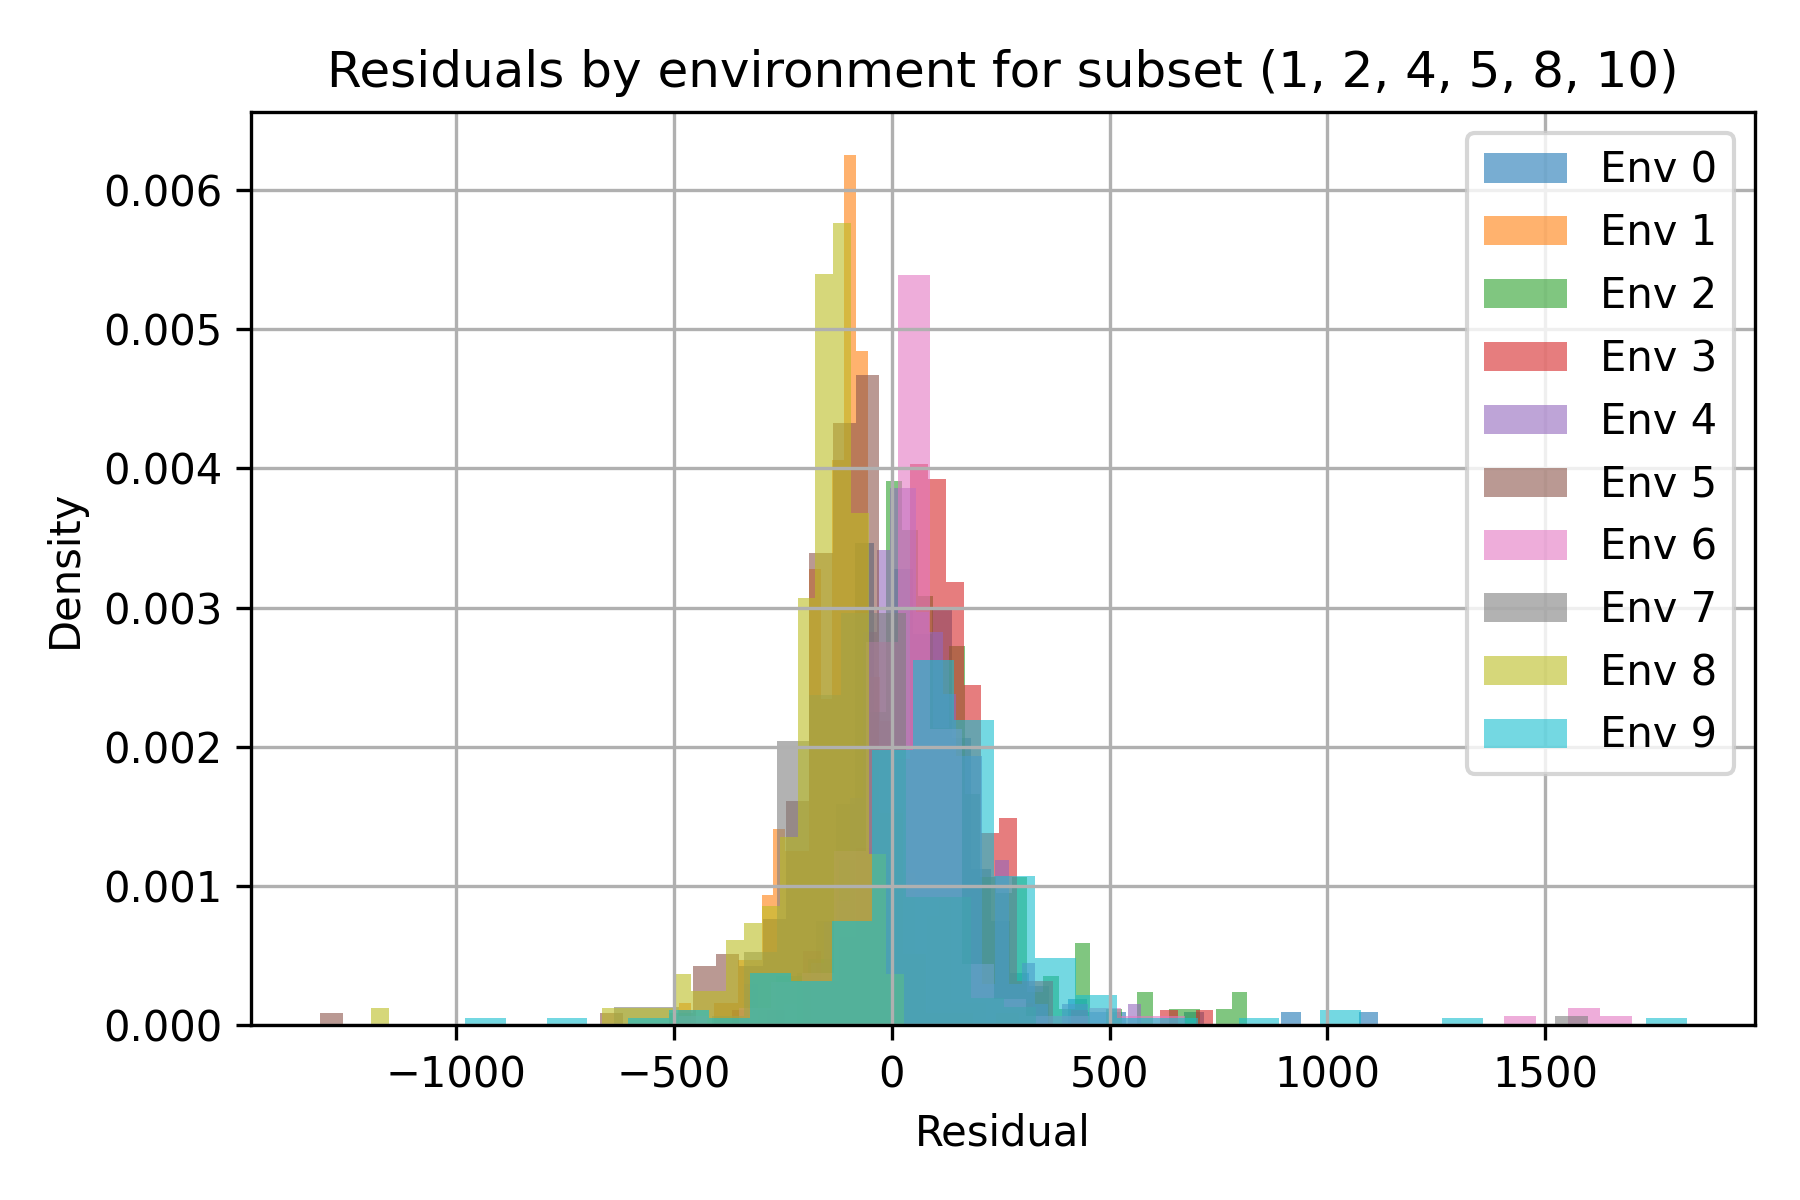 Residuals by environment for subset (1, 2, 4, 5, 8, 10)
Density
0.006
0.005
0.004
0.003
0.002
0.001
0.000
−1000
−500
0
500
1000
1500
Residual
Env 0
Env 1
Env 2
Env 3
Env 4
Env 5
Env 6
Env 7
Env 8
Env 9